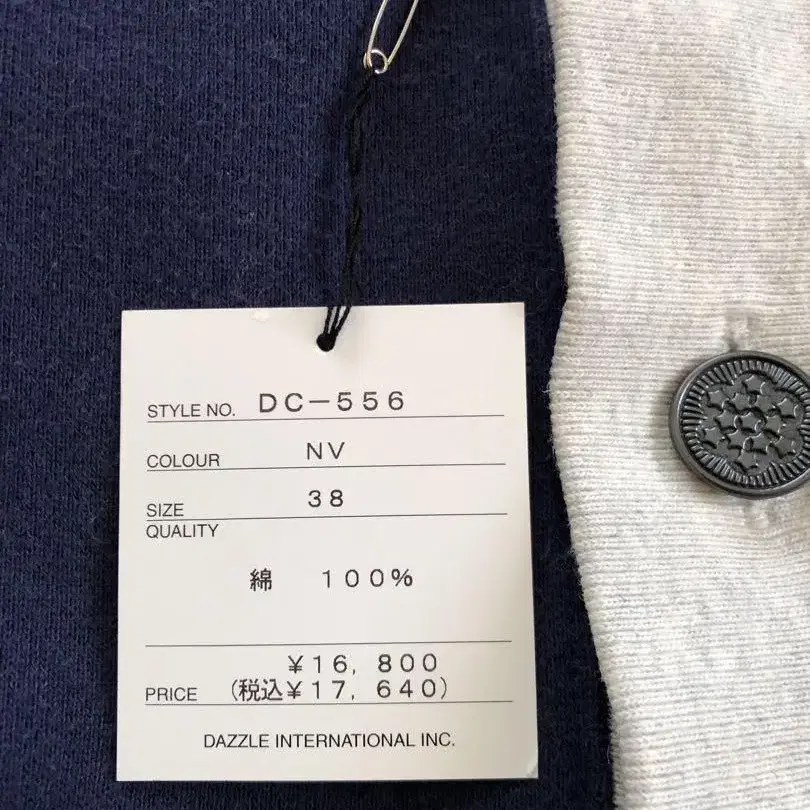 STYLE NO. DC-556
COLOUR NV
SIZE 38
QUALITY
綿 100%
¥16,800
PRICE (税込¥17,640)
DAZZLE INTERNATIONAL INC.